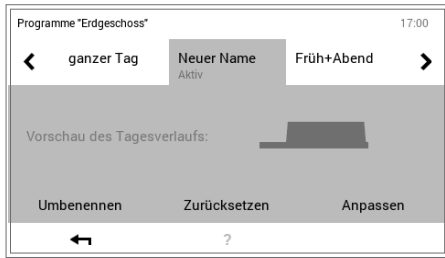 Programme "Erdgeschoss" 17:00
ganzer Tag Neuer Name Früh+Abend
Aktiv
Vorschau des Tagesverlaufs:
Umbenennen Zurücksetzen Anpassen
?